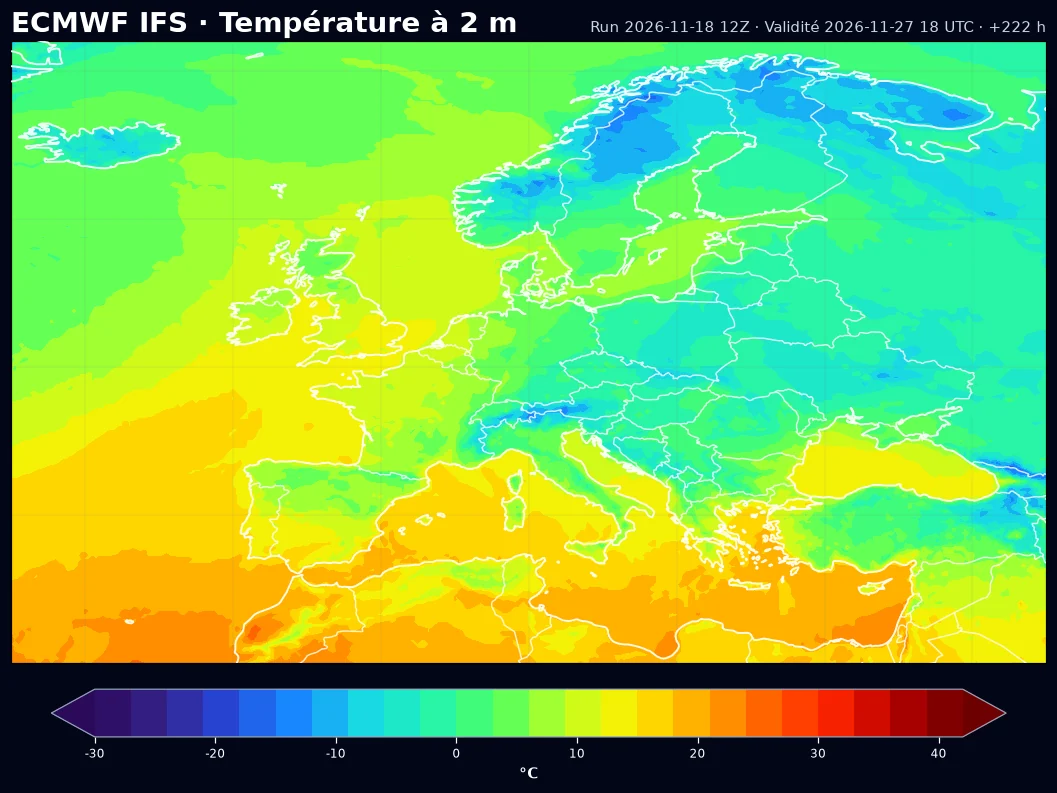 ECMWF IFS · Température à 2 m
Run 2026-11-18 12Z · Validité 2026-11-27 18 UTC · +222 h
-30 -20 -10 0 10 20 30 40
°C